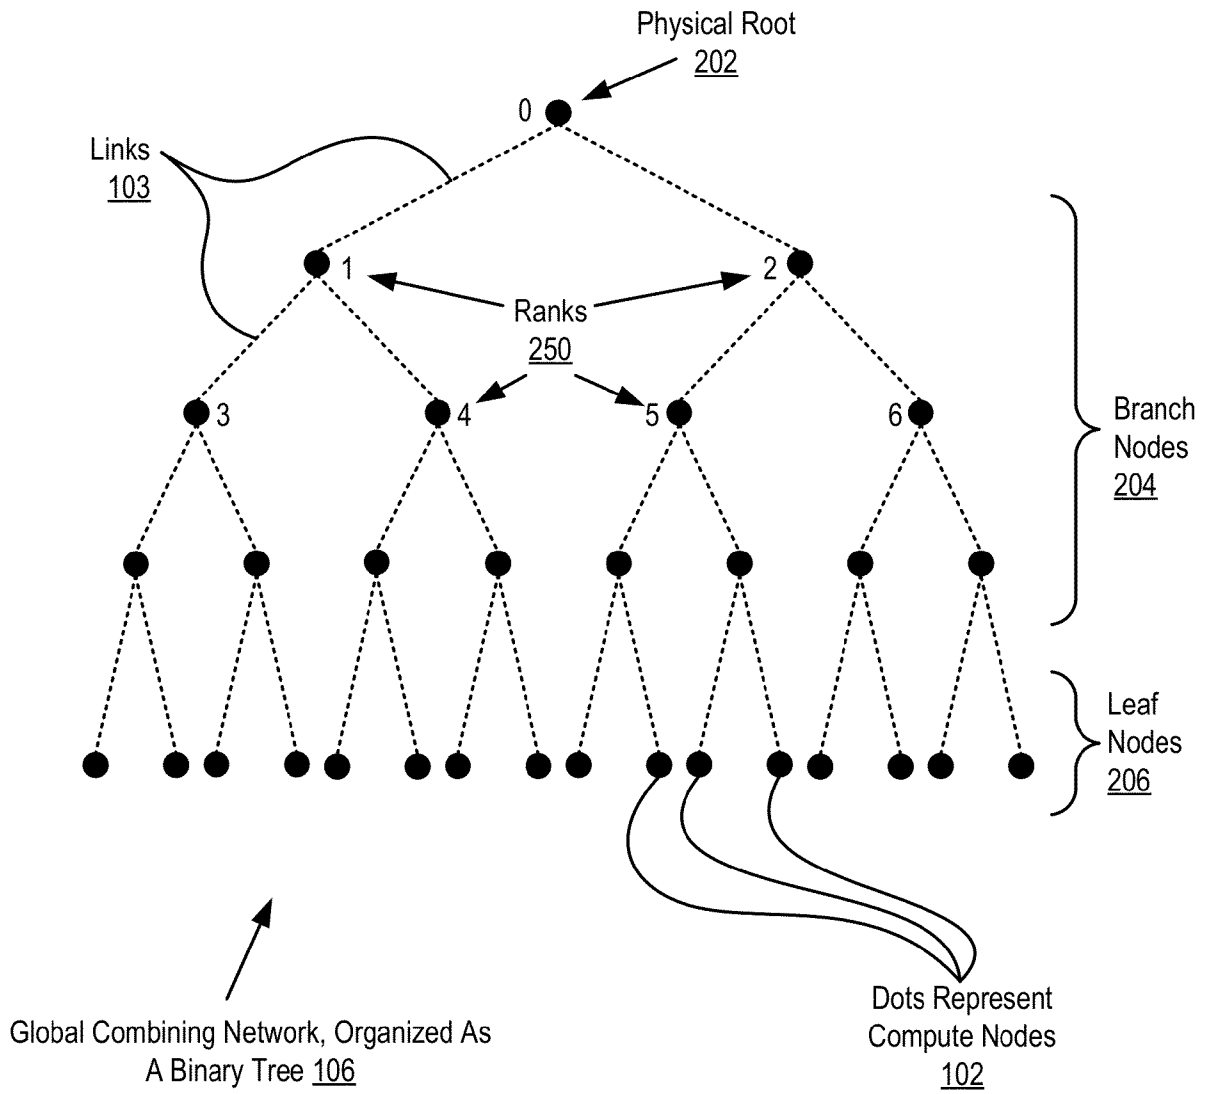 Physical Root
202
0
Links
103
1
2
Ranks
250
3
4
5
6
Branch
Nodes
204
Leaf
Nodes
206
Dots Represent
Compute Nodes
102
Global Combining Network, Organized As
A Binary Tree 106